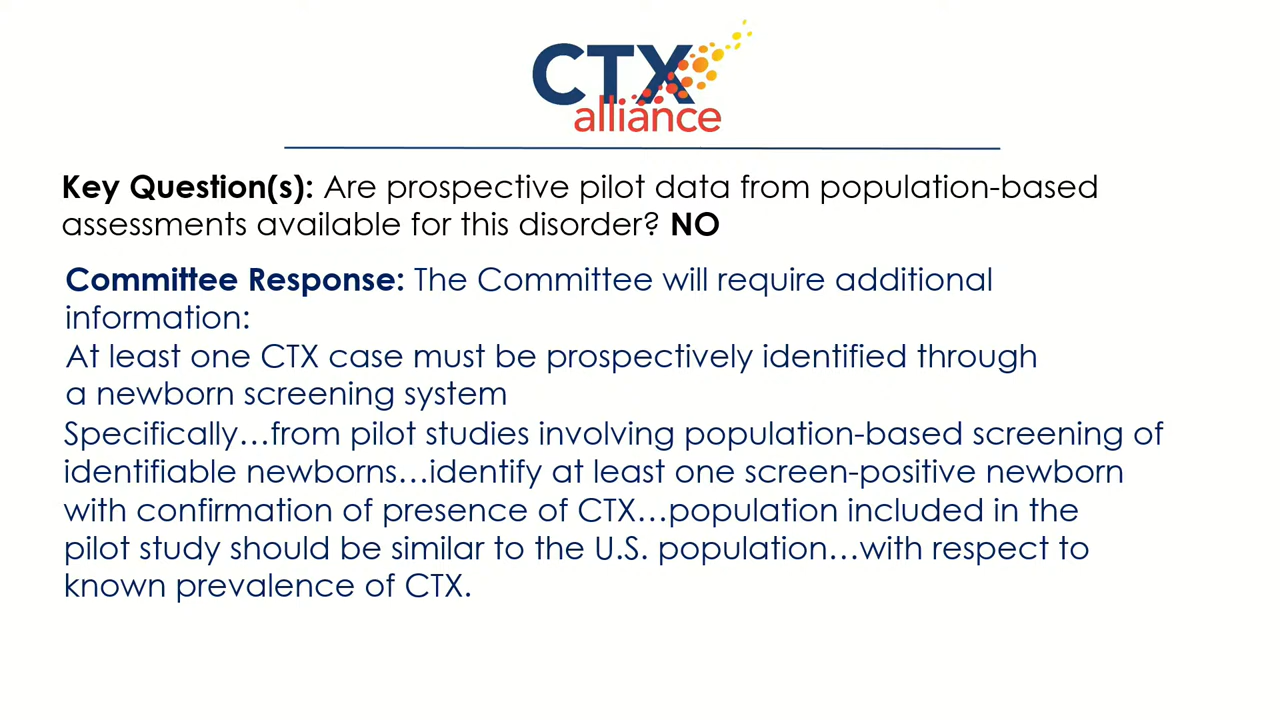 CTX
alliance
Key Question(s): Are prospective pilot data from population-based
assessments available for this disorder? NO
Committee Response: The Committee will require additional
information:
At least one CTX case must be prospectively identified through
a newborn screening system
Specifically…from pilot studies involving population-based screening of
identifiable newborns…identify at least one screen-positive newborn
with confirmation of presence of CTX…population included in the
pilot study should be similar to the U.S. population…with respect to
known prevalence of CTX.